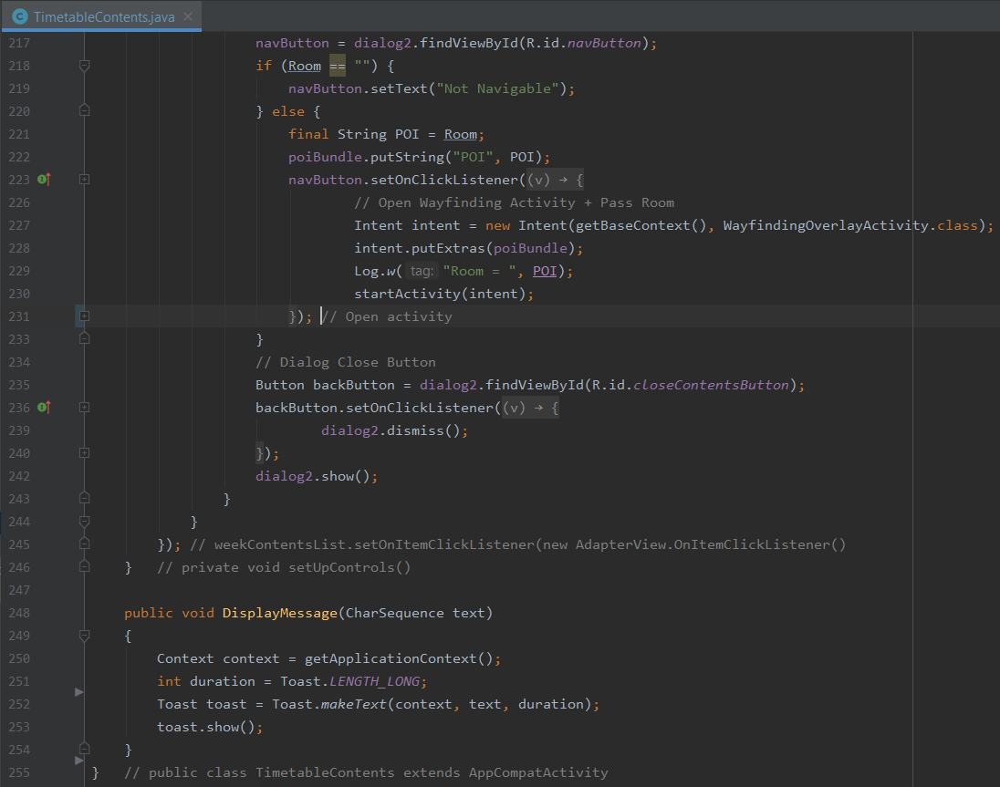 C TimetableContents.java ×
217 navButton = dialog2.findViewById(R.id.navButton);
218 if (Room == "") {
219 navButton.setText("Not Navigable");
220 } else {
221 final String POI = Room;
222 poiBundle.putString("POI", POI);
223 navButton.setOnClickListener((v) → {
226 // Open Wayfinding Activity + Pass Room
227 Intent intent = new Intent(getBaseContext(), WayfindingOverlayActivity.class);
228 intent.putExtras(poiBundle);
229 Log.w( tag: "Room = ", POI);
230 startActivity(intent);
231 }); // Open activity
233 }
234 // Dialog Close Button
235 Button backButton = dialog2.findViewById(R.id.closeContentsButton);
236 backButton.setOnClickListener((v) → {
239 dialog2.dismiss();
240 });
242 dialog2.show();
243 }
244 }
245 }); // weekContentsList.setOnItemClickListener(new AdapterView.OnItemClickListener()
246 } // private void setUpControls()
247
248 public void DisplayMessage(CharSequence text)
249 {
250 Context context = getApplicationContext();
251 int duration = Toast.LENGTH_LONG;
252 Toast toast = Toast.makeText(context, text, duration);
253 toast.show();
254 }
255 } // public class TimetableContents extends AppCompatActivity